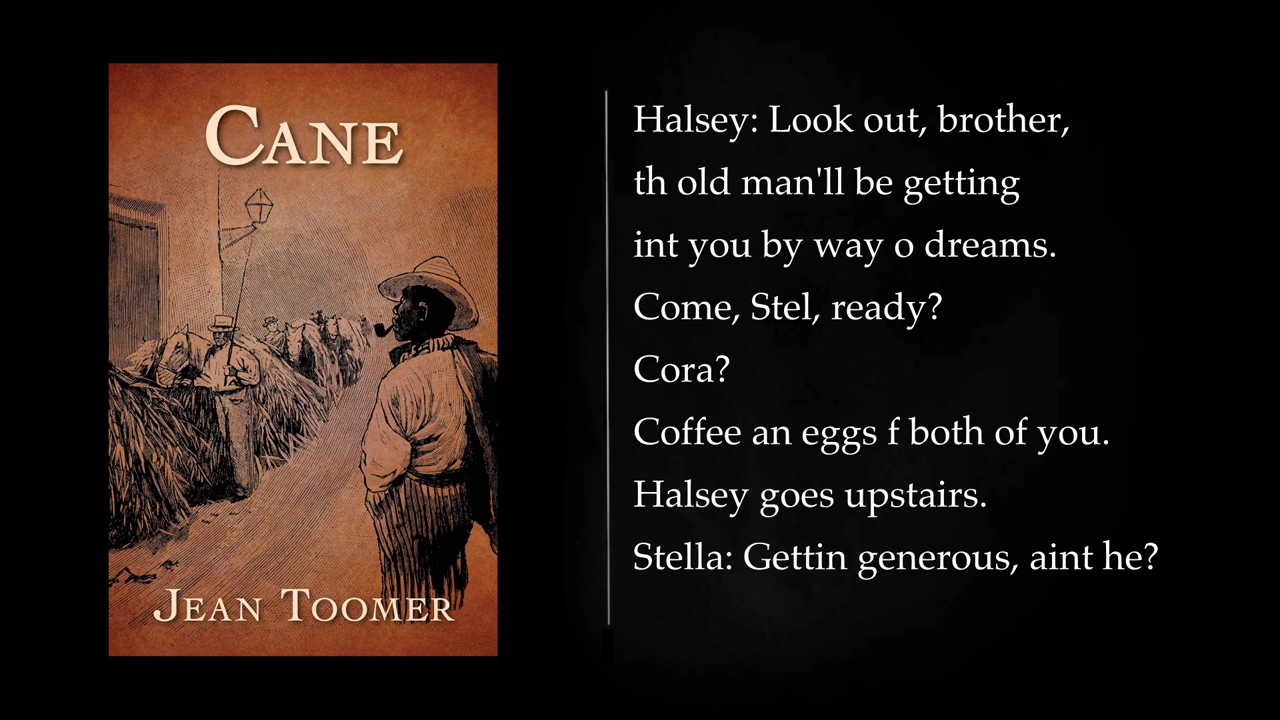 CANE
JEAN TOOMER
Halsey: Look out, brother,
th old man'll be getting
int you by way o dreams.
Come, Stel, ready?
Cora?
Coffee an eggs f both of you.
Halsey goes upstairs.
Stella: Gettin generous, aint he?